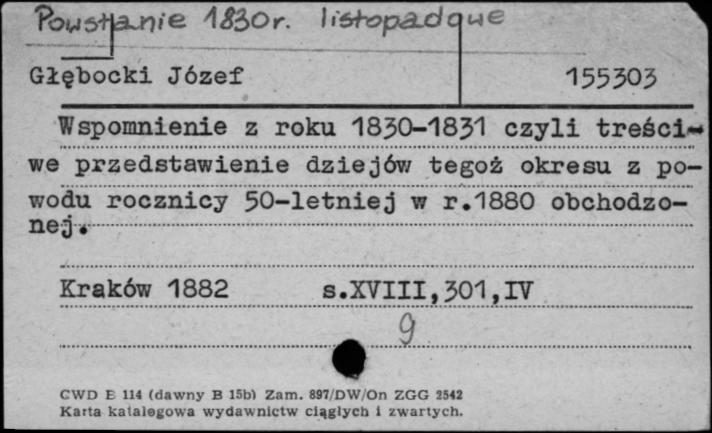 Powstanie 1830r. listopadowe
Głębocki Józef 155303
Wspomnienie z roku 1830-1831 czyli treści-
we przedstawienie dziejów tegoż okresu z po-
wodu rocznicy 50-letniej w r.1880 obchodzo-
nej.
Kraków 1882 s.XVIII,301,IV
9
CWD E 114 (dawny B 15b) Zam. 897/DW/On ZGG 2542
Karta katalogowa wydawnictw ciągłych i zwartych.